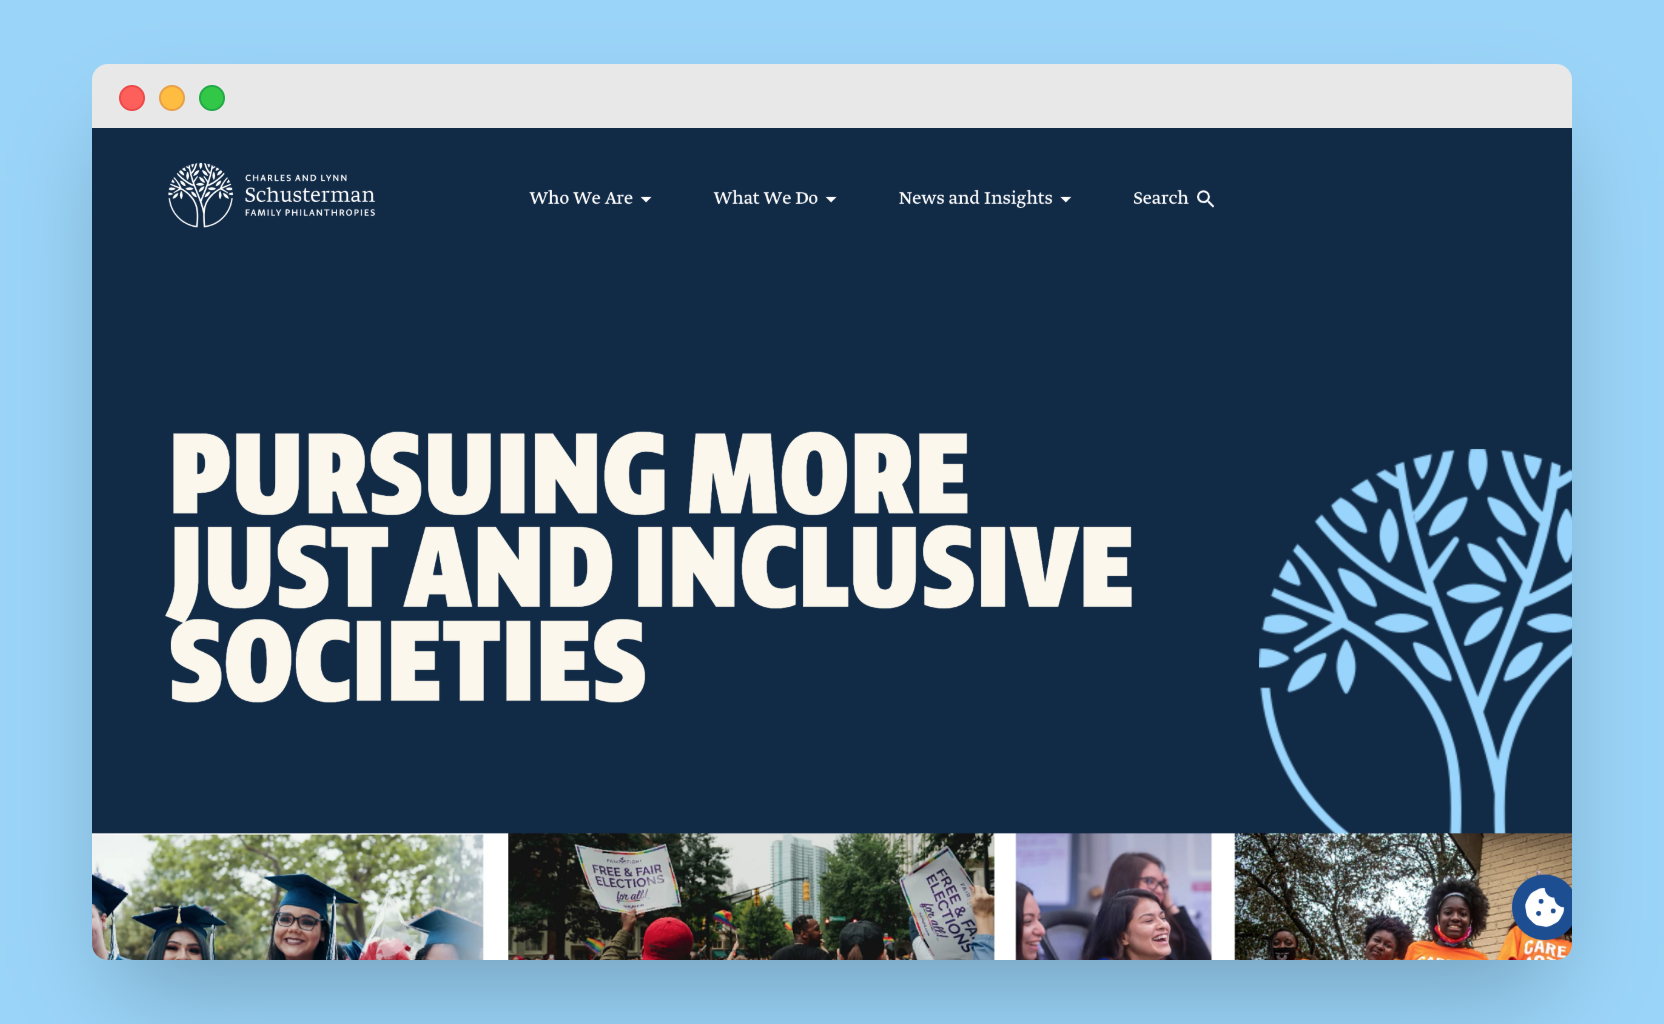 CHARLES AND LYNN
Schusterman
FAMILY PHILANTHROPIES
Who We Are
What We Do
News and Insights
Search
PURSUING MORE
JUST AND INCLUSIVE
SOCIETIES
FREE & FAIR
ELECTIONS
for all!
FREE & FAIR
ELECTIONS
for all!
CARE